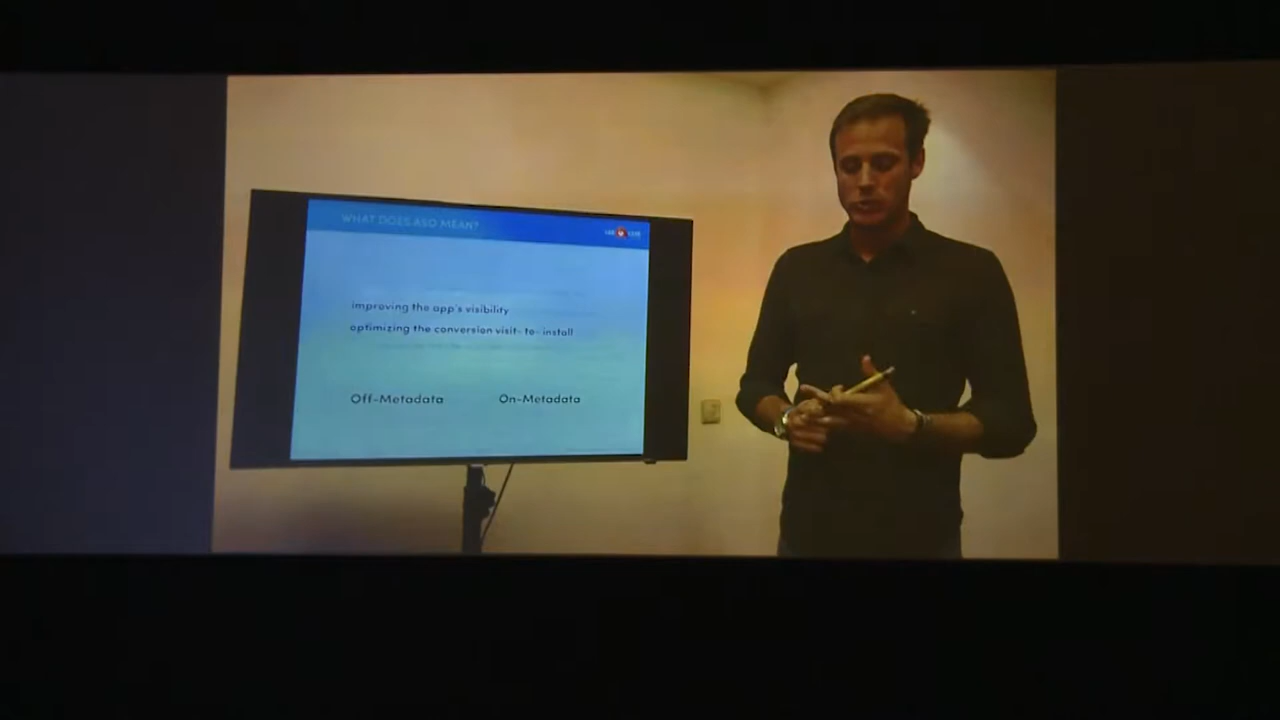 WHAT DOES ASO MEAN?
improving the app's visibility
optimizing the conversion visit-to-install
Off-Metadata
On-Metadata